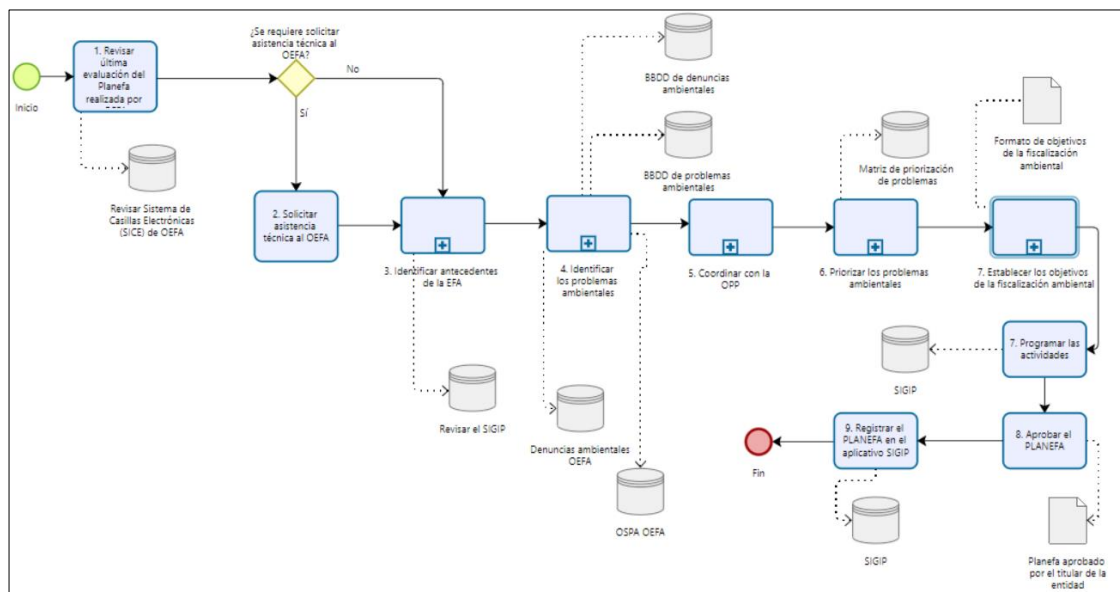 Inicio
1. Revisar
última
evaluación del
Planefa
realizada por
Revisar Sistema de
Casillas Electrónicas
(SICE) de OEFA
¿Se requiere solicitar
asistencia técnica al
OEFA?
No
Sí
2. Solicitar
asistencia
técnica al OEFA
3. Identificar antecedentes
de la EFA
Revisar el SIGIP
4. Identificar
los problemas
ambientales
BBDD de denuncias
ambientales
BBDD de problemas
ambientales
Denuncias ambientales
OEFA
OSPA OEFA
5. Coordinar con la
OPP
6. Priorizar los problemas
ambientales
Matriz de priorización
de problemas
7. Establecer los objetivos
de la fiscalización ambiental
Formato de objetivos
de la fiscalización
ambiental
7. Programar las
actividades
SIGIP
8. Aprobar el
PLANEFA
Planefa aprobado
por el titular de la
entidad
9. Registrar el
PLANEFA en el
aplicativo SIGIP
SIGIP
Fin